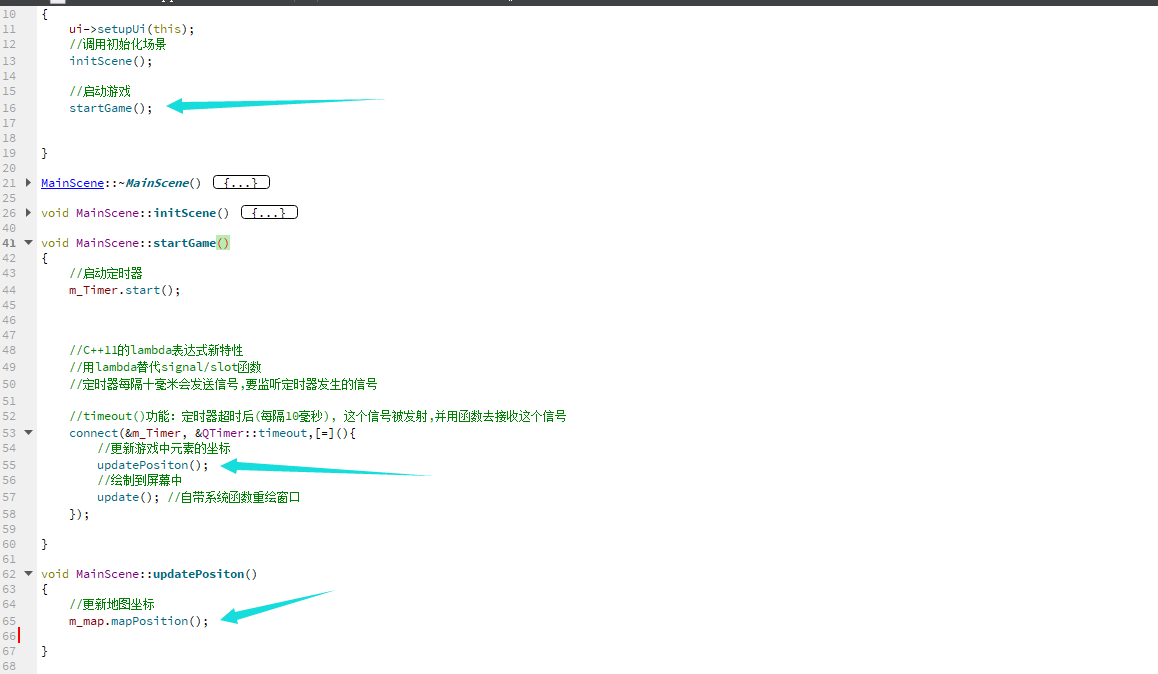 10 {
11 ui->setupUi(this);
12 //调用初始化场景
13 initScene();
14
15 //启动游戏
16 startGame();
17
18
19 }
20
21 MainScene::~MainScene() {...}
25
26 void MainScene::initScene() {...}
40
41 void MainScene::startGame()
42 {
43 //启动定时器
44 m_Timer.start();
45
46
47
48 //C++11的lambda表达式新特性
49 //用lambda替代signal/slot函数
50 //定时器每隔十毫米会发送信号,要监听定时器发生的信号
51
52 //timeout()功能：定时器超时后(每隔10毫秒)，这个信号被发射,并用函数去接收这个信号
53 connect(&m_Timer, &QTimer::timeout,[=](){
54 //更新游戏中元素的坐标
55 updatePositon();
56 //绘制到屏幕中
57 update(); //自带系统函数重绘窗口
58 });
59
60 }
61
62 void MainScene::updatePositon()
63 {
64 //更新地图坐标
65 m_map.mapPosition();
66
67 }
68